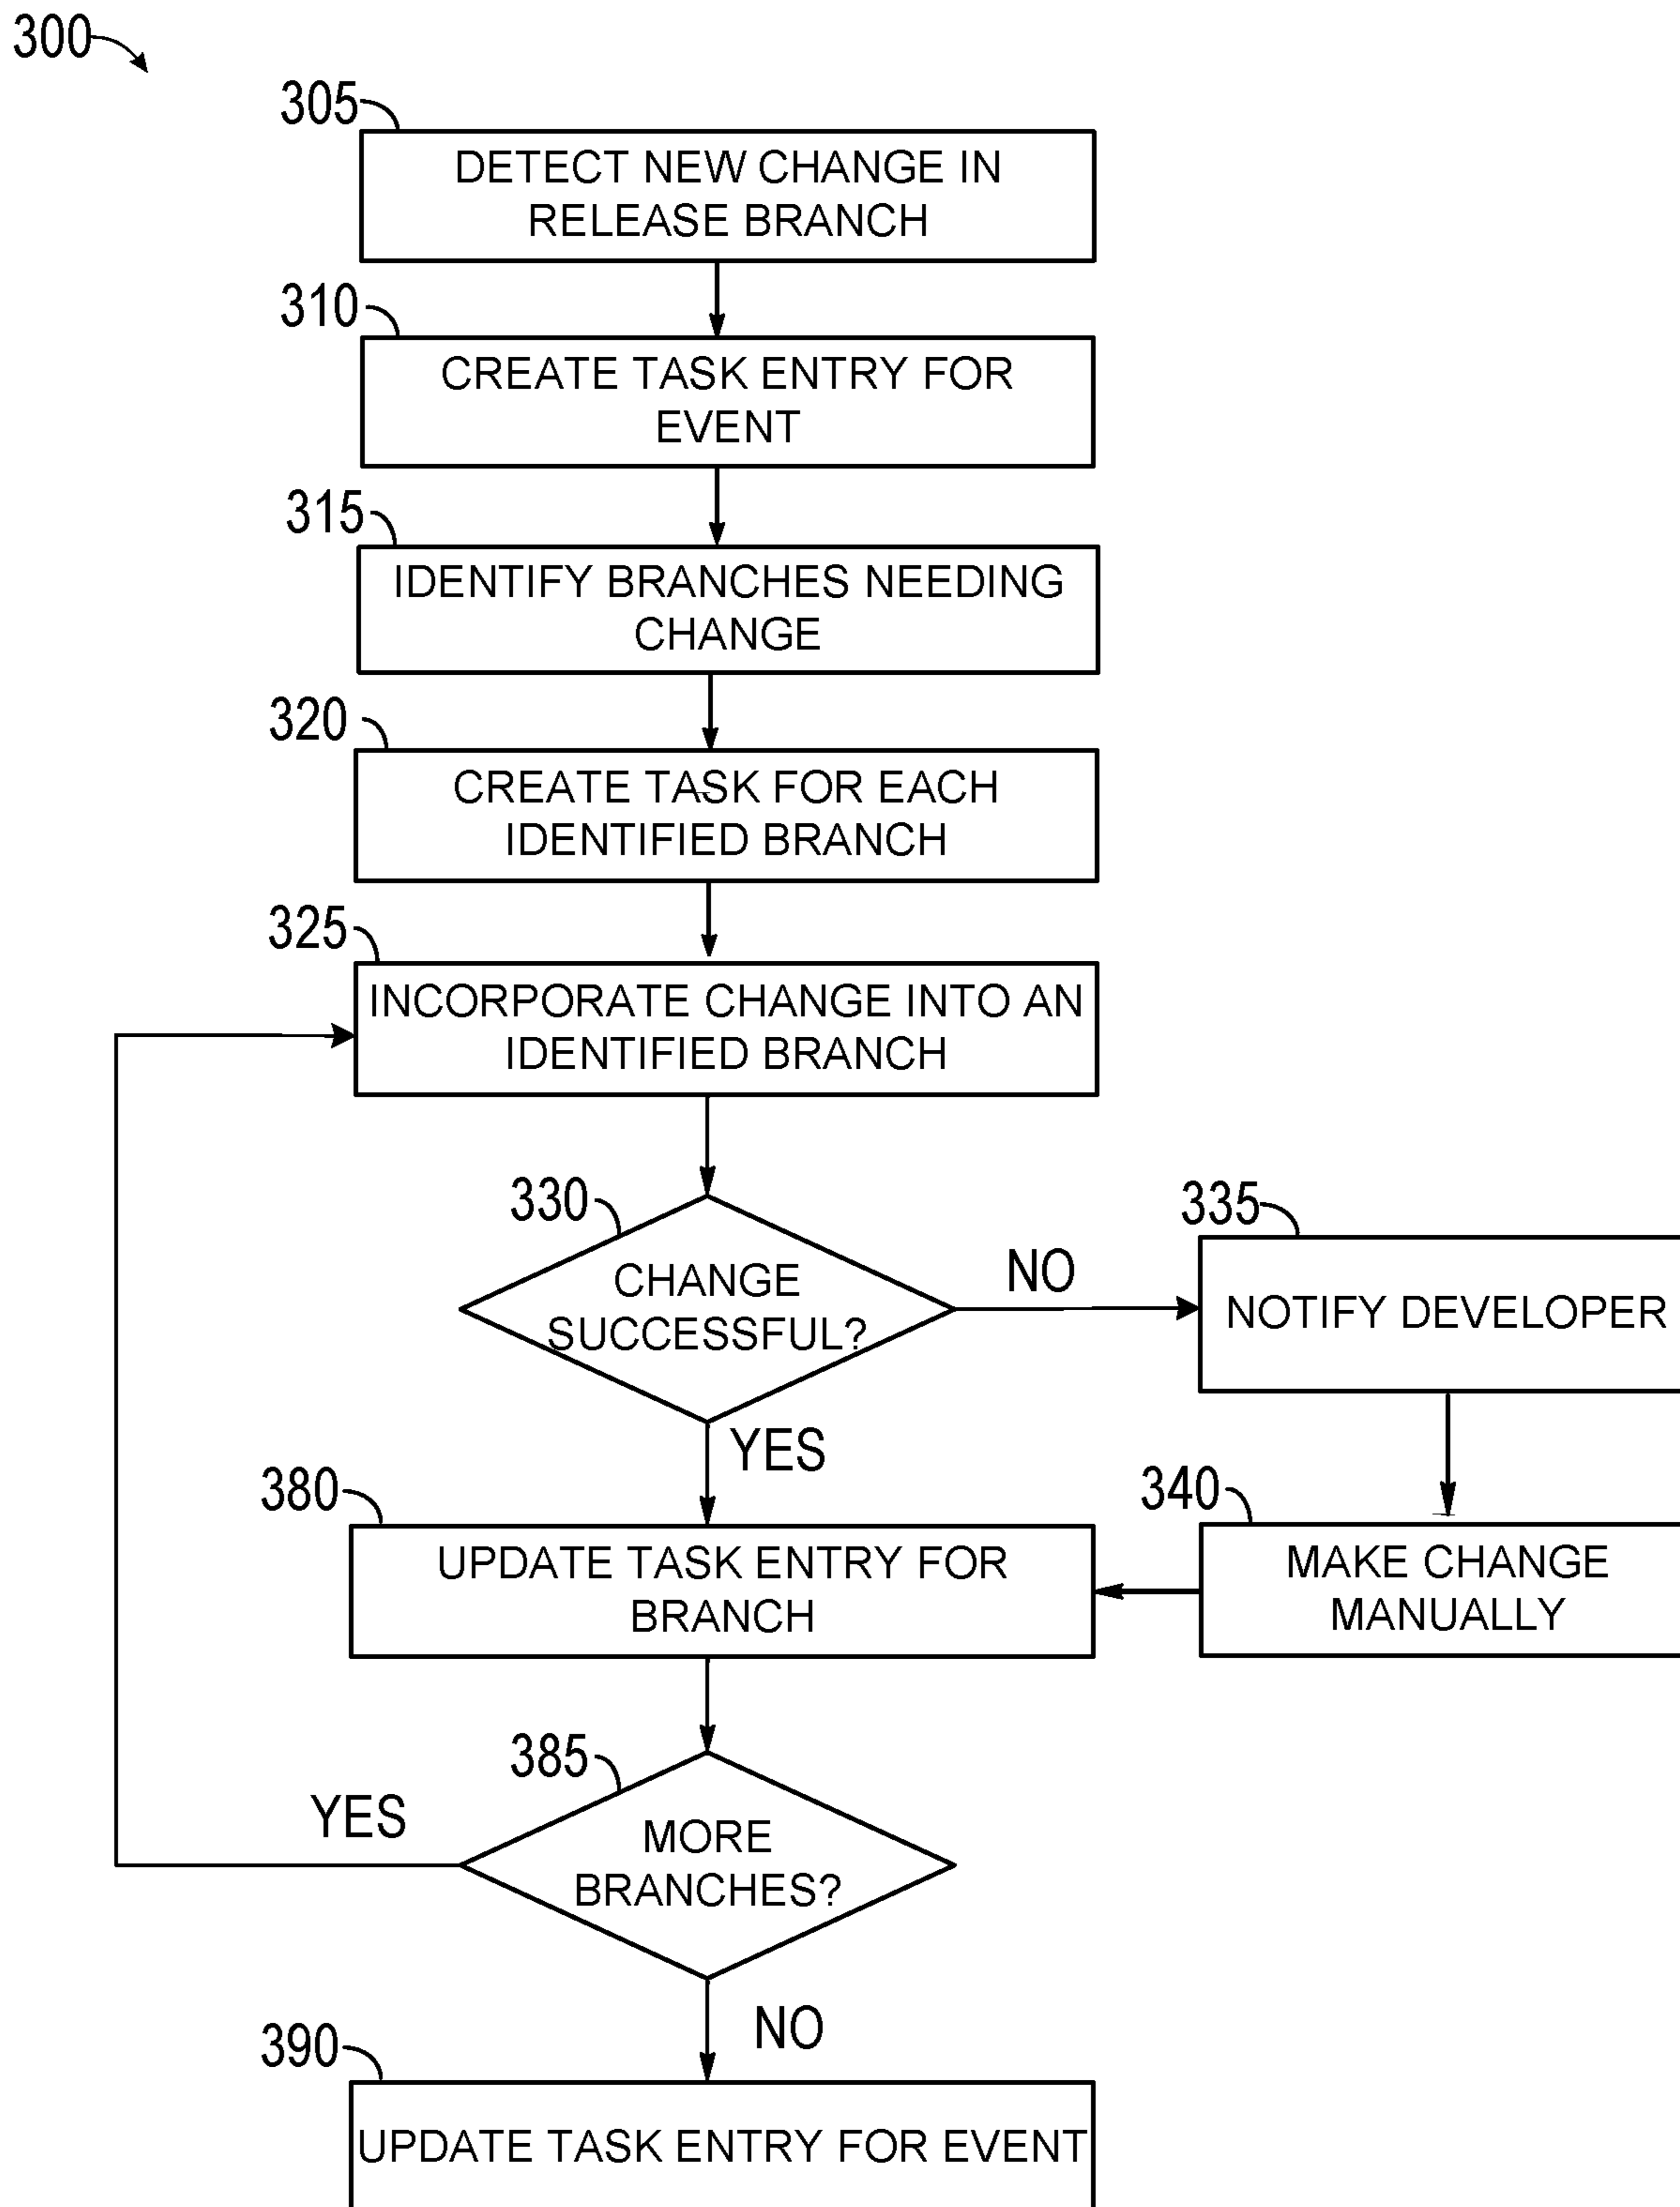 300
305
DETECT NEW CHANGE IN
RELEASE BRANCH
310
CREATE TASK ENTRY FOR
EVENT
315
IDENTIFY BRANCHES NEEDING
CHANGE
320
CREATE TASK FOR EACH
IDENTIFIED BRANCH
325
INCORPORATE CHANGE INTO AN
IDENTIFIED BRANCH
330
CHANGE
SUCCESSFUL?
NO
335
NOTIFY DEVELOPER
YES
340
MAKE CHANGE
MANUALLY
380
UPDATE TASK ENTRY FOR
BRANCH
385
MORE
BRANCHES?
YES
NO
390
UPDATE TASK ENTRY FOR EVENT